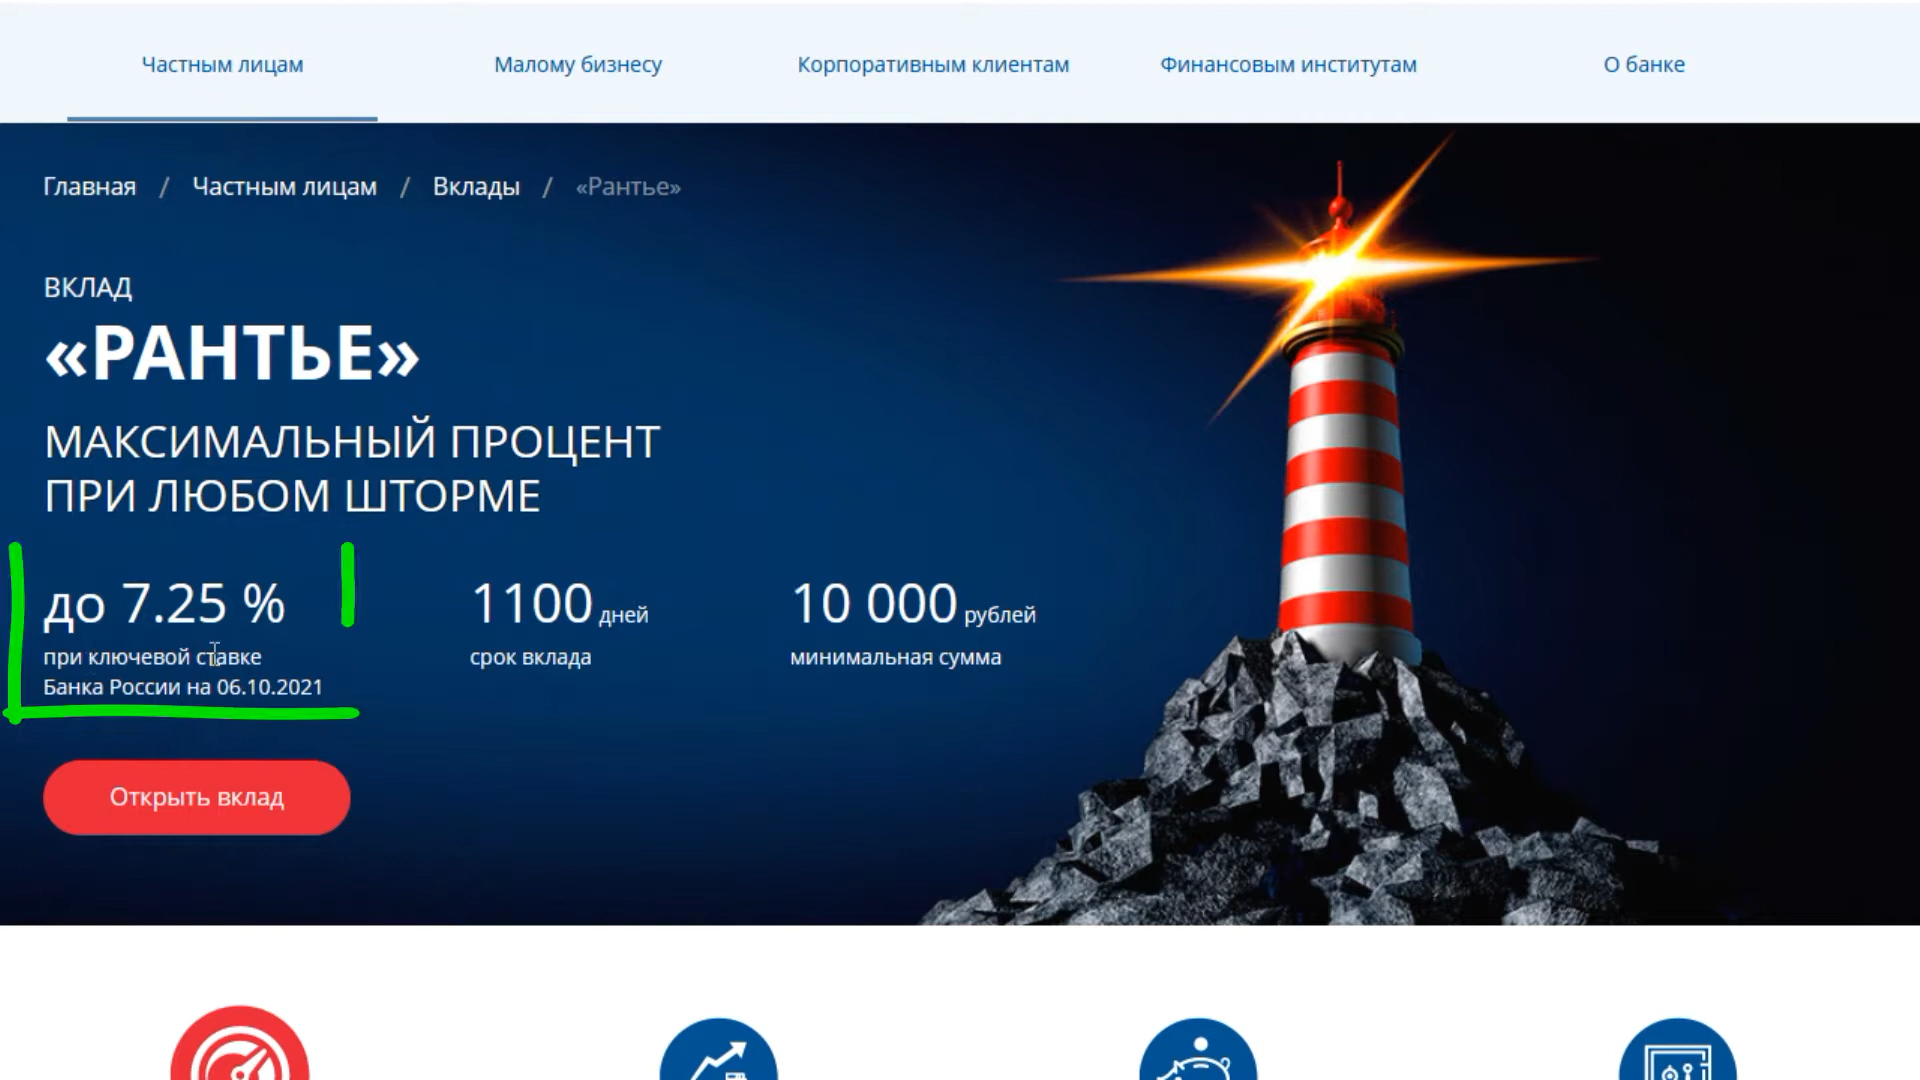 Частным лицам
Малому бизнесу
Корпоративным клиентам
Финансовым институтам
О банке
Главная / Частным лицам / Вклады / «Рантье»
ВКЛАД
«РАНТЬЕ»
МАКСИМАЛЬНЫЙ ПРОЦЕНТ
ПРИ ЛЮБОМ ШТОРМЕ
до 7.25 %
при ключевой ставке
Банка России на 06.10.2021
1100 дней
срок вклада
10 000 рублей
минимальная сумма
Открыть вклад